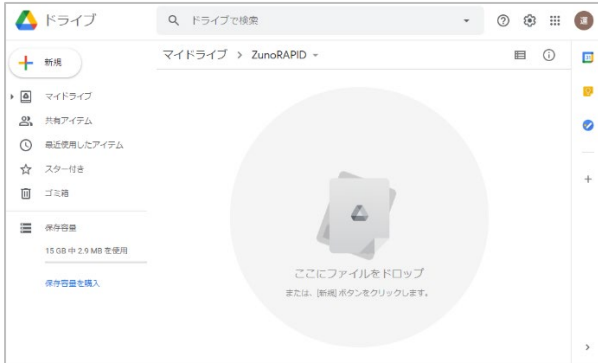 ドライブ
ドライブで検索
新規
マイドライブ > ZunoRAPID
マイドライブ
共有アイテム
最近使用したアイテム
スター付き
ゴミ箱
保存容量
15 GB 中 2.9 MB を使用
保存容量を購入
ここにファイルをドロップ
または、[新規] ボタンをクリックします。